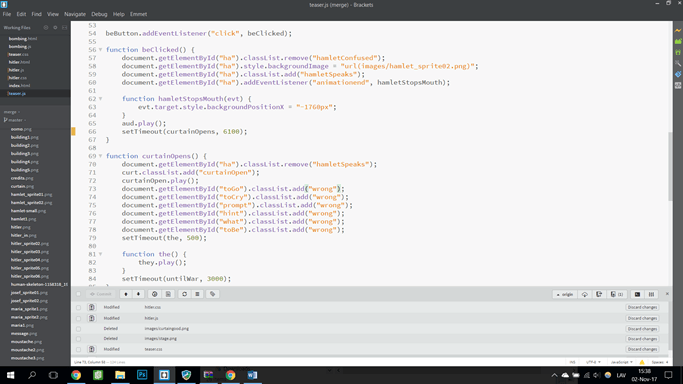 teaser.js (merge) - Brackets
File Edit Find View Navigate Debug Help Emmet
Working Files
bombing.html
bombing.js
teaser.css
hitler.html
hitler.js
hitler.css
index.html
teaser.js
merge
master
building1.png
building2.png
building3.png
building4.png
building5.png
credits.png
curtain.png
hamlet_sprite01.png
hamlet_sprite02.png
hamlet-small.png
hamlet1.png
hitler.png
hitler_in.png
hitler_sprite02.png
hitler_sprite03.png
hitler_sprite04.png
hitler_sprite05.png
hitler_sprite06.png
josef_sprite01.png
josef_sprite02.png
maria_sprite1.png
maria_sprite2.png
maria1.png
message.png
moustache.png
moustache2.png
moustache3.png
53
54 beButton.addEventListener("click", beClicked);
55
56 function beClicked() {
57 document.getElementById("ha").classList.remove("hamletConfused");
58 document.getElementById("ha").style.backgroundImage = "url(images/hamlet_sprite02.png)";
59 document.getElementById("ha").classList.add("hamletSpeaks");
60 document.getElementById("ha").addEventListener("animationend", hamletStopsMouth);
61
62 function hamletStopsMouth(evt) {
63 evt.target.style.backgroundPositionX = "-1760px";
64 }
65 aud.play();
66 setTimeout(curtainOpens, 6100);
67 }
68
69 function curtainOpens() {
70 document.getElementById("ha").classList.remove("hamletSpeaks");
71 curt.classList.add("curtainOpen");
72 curtainOpen.play();
73 document.getElementById("toGo").classList.add("wrong");
74 document.getElementById("toCry").classList.add("wrong");
75 document.getElementById("prompt").classList.add("wrong");
76 document.getElementById("hint").classList.add("wrong");
77 document.getElementById("what").classList.add("wrong");
78 document.getElementById("toBe").classList.add("wrong");
79 setTimeout(the, 500);
80
81 function the() {
82 they.play();
83 }
84 setTimeout(untilWar, 3000);
Commit
origin
Modified hitler.css Discard changes
Modified hitler.js Discard changes
Deleted images/curtaingood.png Discard changes
Deleted images/stage.png Discard changes
Modified teaser.css Discard changes
INS UTF-8 JavaScript Spaces: 4
LAV
15:38
02-Nov-17